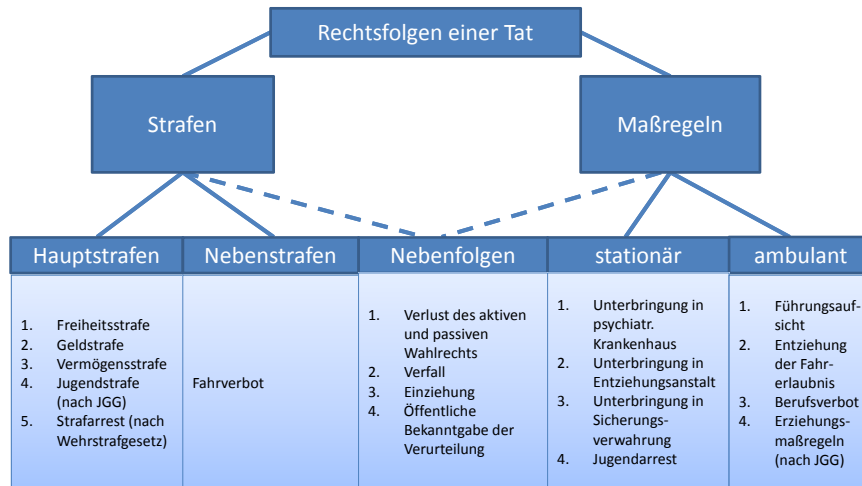 Rechtsfolgen einer Tat
Strafen
Maßregeln
Hauptstrafen
Nebenstrafen
Nebenfolgen
stationär
ambulant
1. Freiheitsstrafe
2. Geldstrafe
3. Vermögensstrafe
4. Jugendstrafe
(nach JGG)
5. Strafarrest (nach
Wehrstrafgesetz)
Fahrverbot
1. Verlust des aktiven
und passiven
Wahlrechts
2. Verfall
3. Einziehung
4. Öffentliche
Bekanntgabe der
Verurteilung
1. Unterbringung in
psychiatr.
Krankenhaus
2. Unterbringung in
Entziehungsanstalt
3. Unterbringung in
Sicherungs-
verwahrung
4. Jugendarrest
1. Führungsauf-
sicht
2. Entziehung
der Fahr-
erlaubnis
3. Berufsverbot
4. Erziehungs-
maßregeln
(nach JGG)